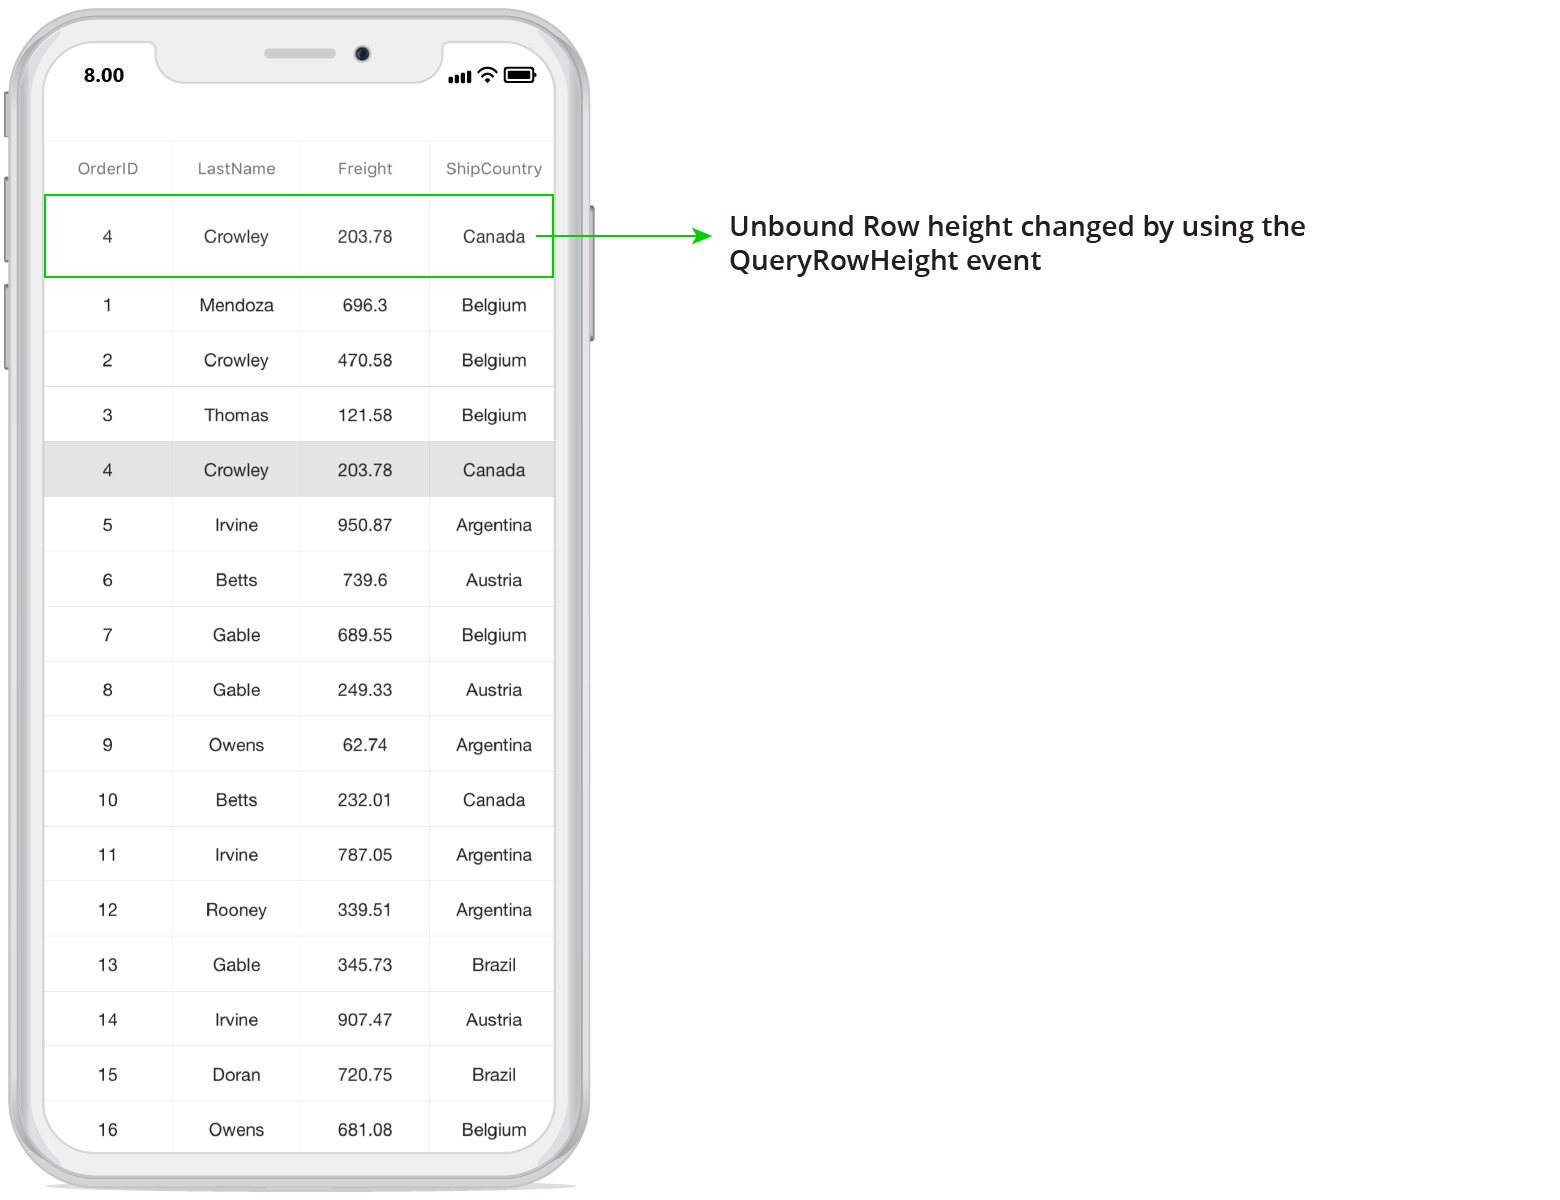 8.00
OrderID LastName Freight ShipCountry
4 Crowley 203.78 Canada
Unbound Row height changed by using the
QueryRowHeight event
1 Mendoza 696.3 Belgium
2 Crowley 470.58 Belgium
3 Thomas 121.58 Belgium
4 Crowley 203.78 Canada
5 Irvine 950.87 Argentina
6 Betts 739.6 Austria
7 Gable 689.55 Belgium
8 Gable 249.33 Austria
9 Owens 62.74 Argentina
10 Betts 232.01 Canada
11 Irvine 787.05 Argentina
12 Rooney 339.51 Argentina
13 Gable 345.73 Brazil
14 Irvine 907.47 Austria
15 Doran 720.75 Brazil
16 Owens 681.08 Belgium